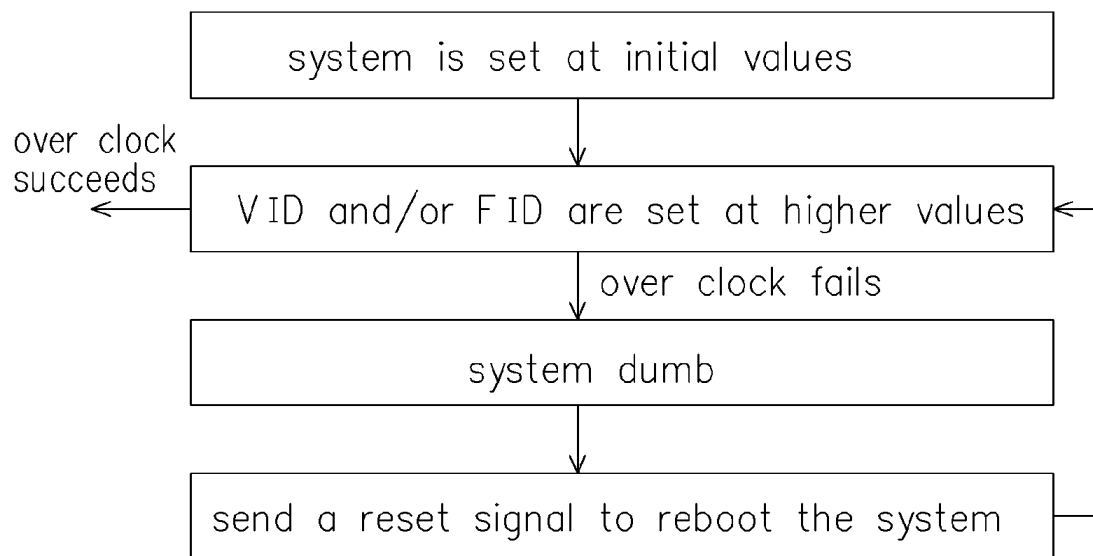 system is set at initial values
over clock
succeeds
VID and/or FID are set at higher values
over clock fails
system dumb
send a reset signal to reboot the system